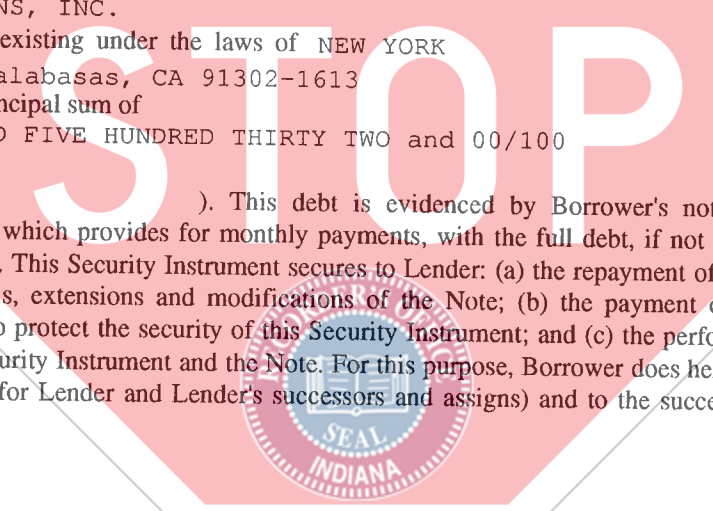 NS, INC.
existing under the laws of NEW YORK
alabasas, CA 91302-1613
ncipal sum of
D FIVE HUNDRED THIRTY TWO and 00/100
). This debt is evidenced by Borrower's not
which provides for monthly payments, with the full debt, if not
. This Security Instrument secures to Lender: (a) the repayment of
s, extensions and modifications of the Note; (b) the payment
o protect the security of this Security Instrument; and (c) the perfo
urity Instrument and the Note. For this purpose, Borrower does he
for Lender and Lender's successors and assigns) and to the succe
STOP
RECORDER'S OFFICE
SEAL
INDIANA